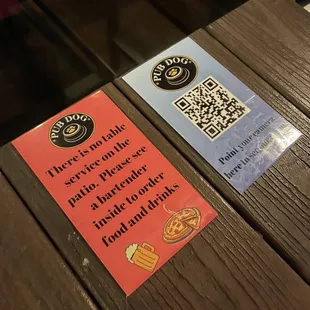 PUB DOG
There is no table
service on the
patio. Please see
a bartender
inside to order
food and drinks
PUB DOG
Point your camera
here to